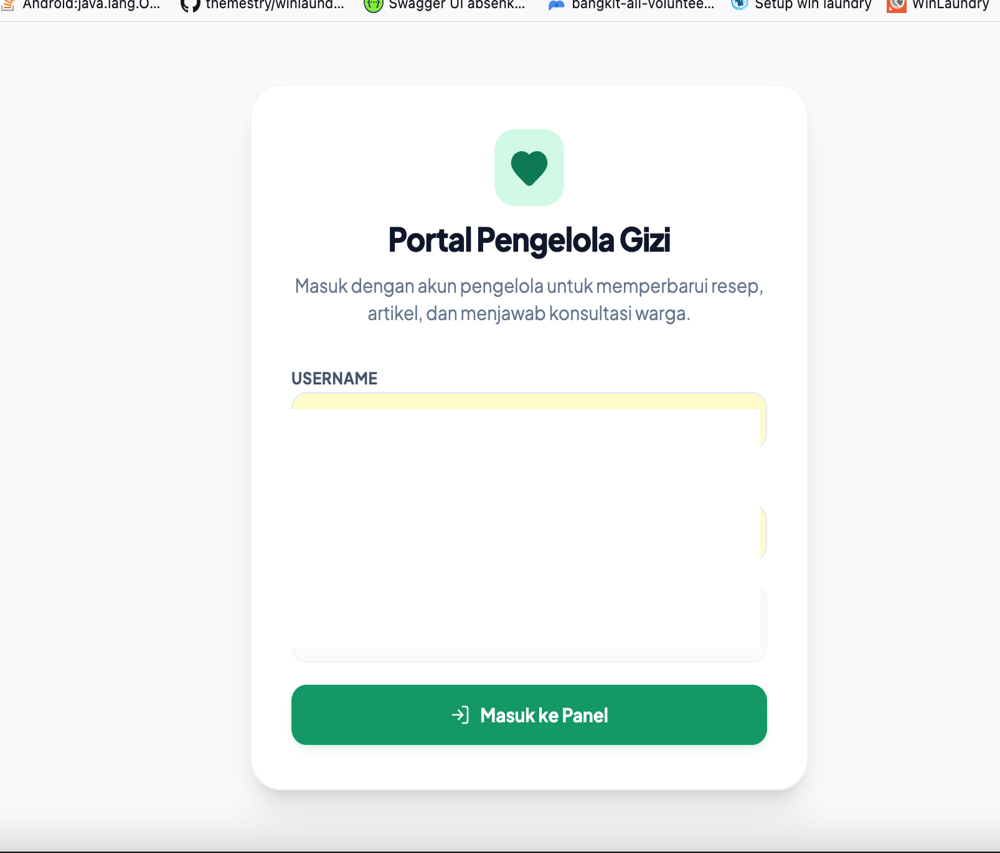 Android:java.lang.O... themestry/winlaund... Swagger UI absenk... bangkit-all-voluntee... Setup win laundry WinLaundry
Portal Pengelola Gizi
Masuk dengan akun pengelola untuk memperbarui resep,
artikel, dan menjawab konsultasi warga.
USERNAME
Masuk ke Panel